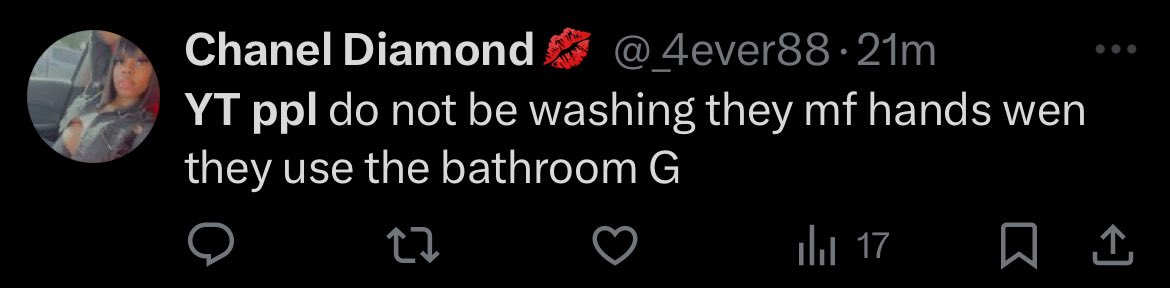 Chanel Diamond💋 @_4ever88 · 21m
YT ppl do not be washing they mf hands wen
they use the bathroom G
17